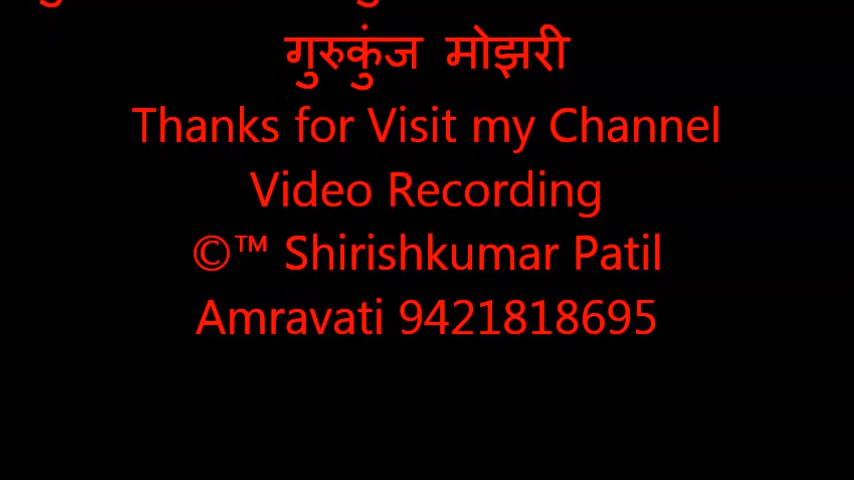 गुरुकुंज मोझरी
Thanks for Visit my Channel
Video Recording
©™ Shirishkumar Patil
Amravati 9421818695